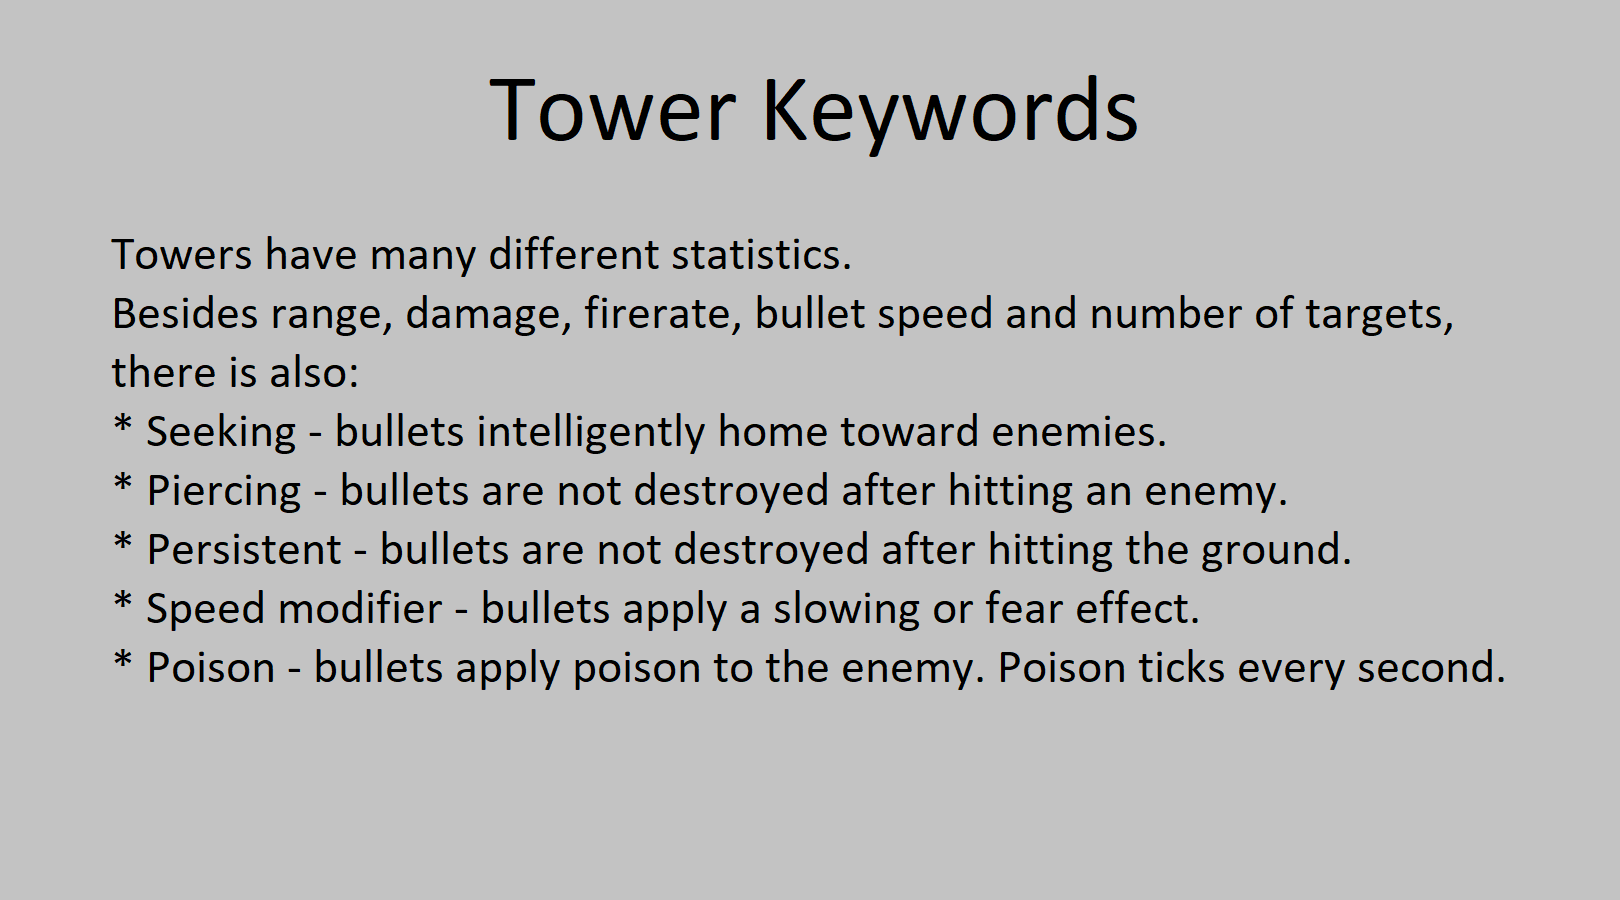 Tower Keywords
Towers have many different statistics.
Besides range, damage, firerate, bullet speed and number of targets,
there is also:
* Seeking - bullets intelligently home toward enemies.
* Piercing - bullets are not destroyed after hitting an enemy.
* Persistent - bullets are not destroyed after hitting the ground.
* Speed modifier - bullets apply a slowing or fear effect.
* Poison - bullets apply poison to the enemy. Poison ticks every second.